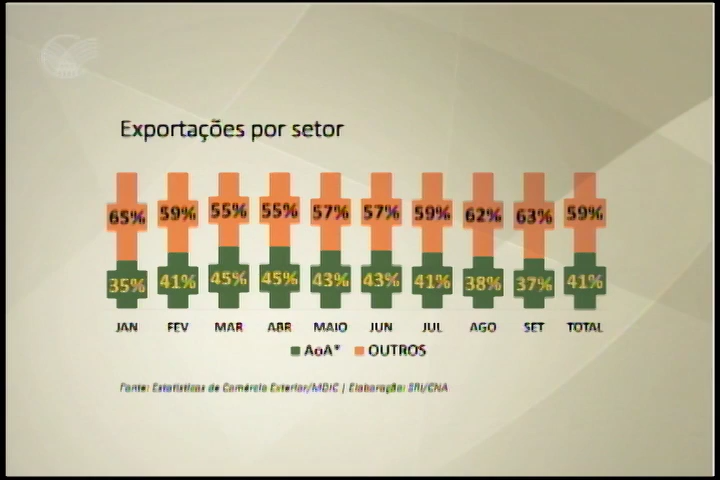 Exportações por setor
65% 59% 55% 55% 57% 57% 59% 62% 63% 59%
35% 41% 45% 45% 43% 43% 41% 38% 37% 41%
JAN FEV MAR ABR MAIO JUN JUL AGO SET TOTAL
AoA* OUTROS
Fonte: Estatísticas de Comércio Exterior/MDIC | Elaboração: SRI/CNA